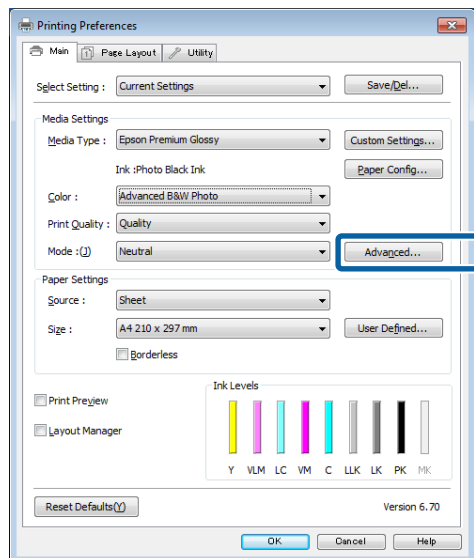 Printing Preferences
Main Page Layout Utility
Select Setting : Current Settings Save/Del...
Media Settings
Media Type : Epson Premium Glossy Custom Settings...
Ink :Photo Black Ink Paper Config...
Color : Advanced B&W Photo
Print Quality : Quality
Mode :(J) Neutral Advanced...
Paper Settings
Source : Sheet
Size : A4 210 x 297 mm User Defined...
Borderless
Ink Levels
Print Preview
Layout Manager
Y VLM LC VM C LLK LK PK MK
Reset Defaults(Y) Version 6.70
OK Cancel Help